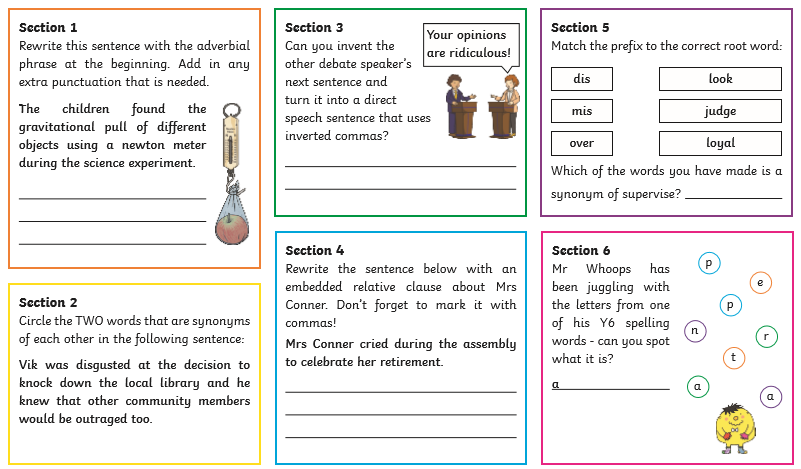 Section 1
Rewrite this sentence with the adverbial
phrase at the beginning. Add in any
extra punctuation that is needed.
The children found the
gravitational pull of different
objects using a newton meter
during the science experiment.
Section 2
Circle the TWO words that are synonyms
of each other in the following sentence:
Vik was disgusted at the decision to
knock down the local library and he
knew that other community members
would be outraged too.
Section 3
Can you invent the
other debate speaker's
next sentence and
turn it into a direct
speech sentence that uses
inverted commas?
Your opinions
are ridiculous!
Section 4
Rewrite the sentence below with an
embedded relative clause about Mrs
Conner. Don't forget to mark it with
commas!
Mrs Conner cried during the assembly
to celebrate her retirement.
Section 5
Match the prefix to the correct root word:
dis look
mis judge
over loyal
Which of the words you have made is a
synonym of supervise?
Section 6
Mr Whoops has
been juggling with
the letters from one
of his Y6 spelling
words - can you spot
what it is?
a
p
e
p
n
r
t
a
a